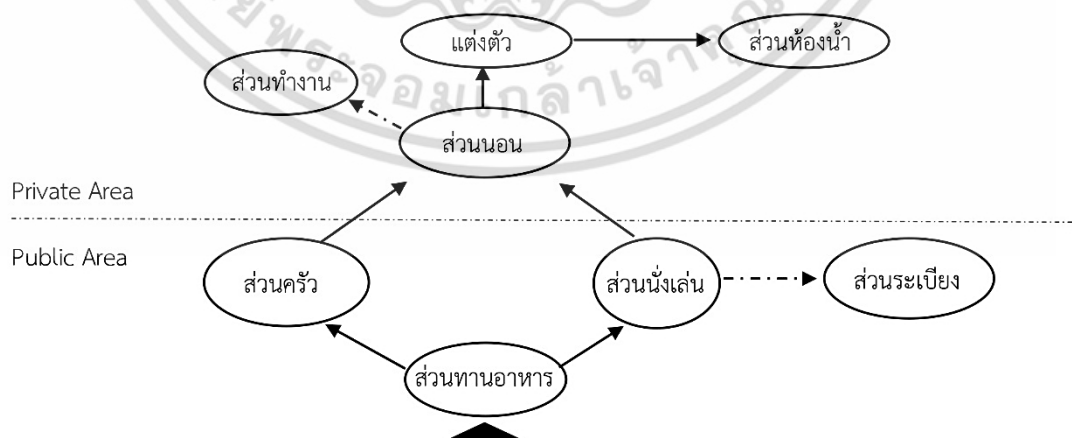 แต่งตัว
ส่วนห้องน้ำ
ส่วนทำงาน
ส่วนนอน
Private Area
Public Area
ส่วนครัว
ส่วนนั่งเล่น
ส่วนระเบียง
ส่วนทานอาหาร